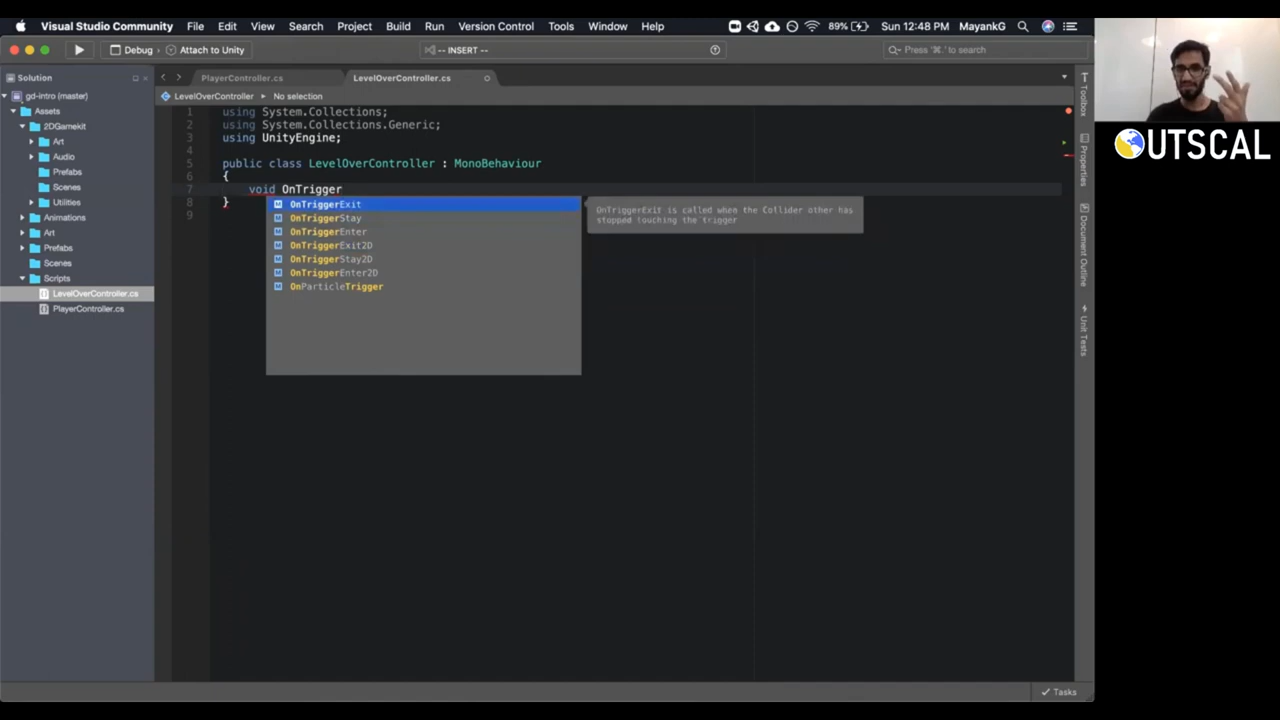 Visual Studio Community File Edit View Search Project Build Run Version Control Tools Window Help 89% Sun 12:48 PM MayankG
Debug Attach to Unity -- INSERT -- Press '⌘.' to search
Solution
PlayerController.cs LevelOverController.cs
gd-intro (master)
Assets
2DGamekit
Art
Audio
Prefabs
Scenes
Utilities
Animations
Art
Prefabs
Scenes
Scripts
LevelOverController.cs
PlayerController.cs
LevelOverController No selection
1 using System.Collections;
2 using System.Collections.Generic;
3 using UnityEngine;
4
5 public class LevelOverController : MonoBehaviour
6 {
7 void OnTrigger
8 }
9
OnTriggerExit
OnTriggerStay
OnTriggerEnter
OnTriggerExit2D
OnTriggerStay2D
OnTriggerEnter2D
OnParticleTrigger
OnTriggerExit is called when the Collider other has
stopped touching the trigger
Toolbox
Properties
Document Outline
Unit Tests
Tasks
OUTSCAL